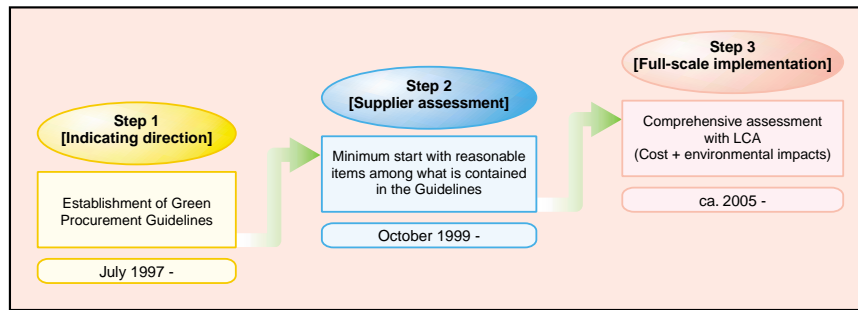 Step 1
[Indicating direction]
Establishment of Green
Procurement Guidelines
July 1997 -
Step 2
[Supplier assessment]
Minimum start with reasonable
items among what is contained
in the Guidelines
October 1999 -
Step 3
[Full-scale implementation]
Comprehensive assessment
with LCA
(Cost + environmental impacts)
ca. 2005 -